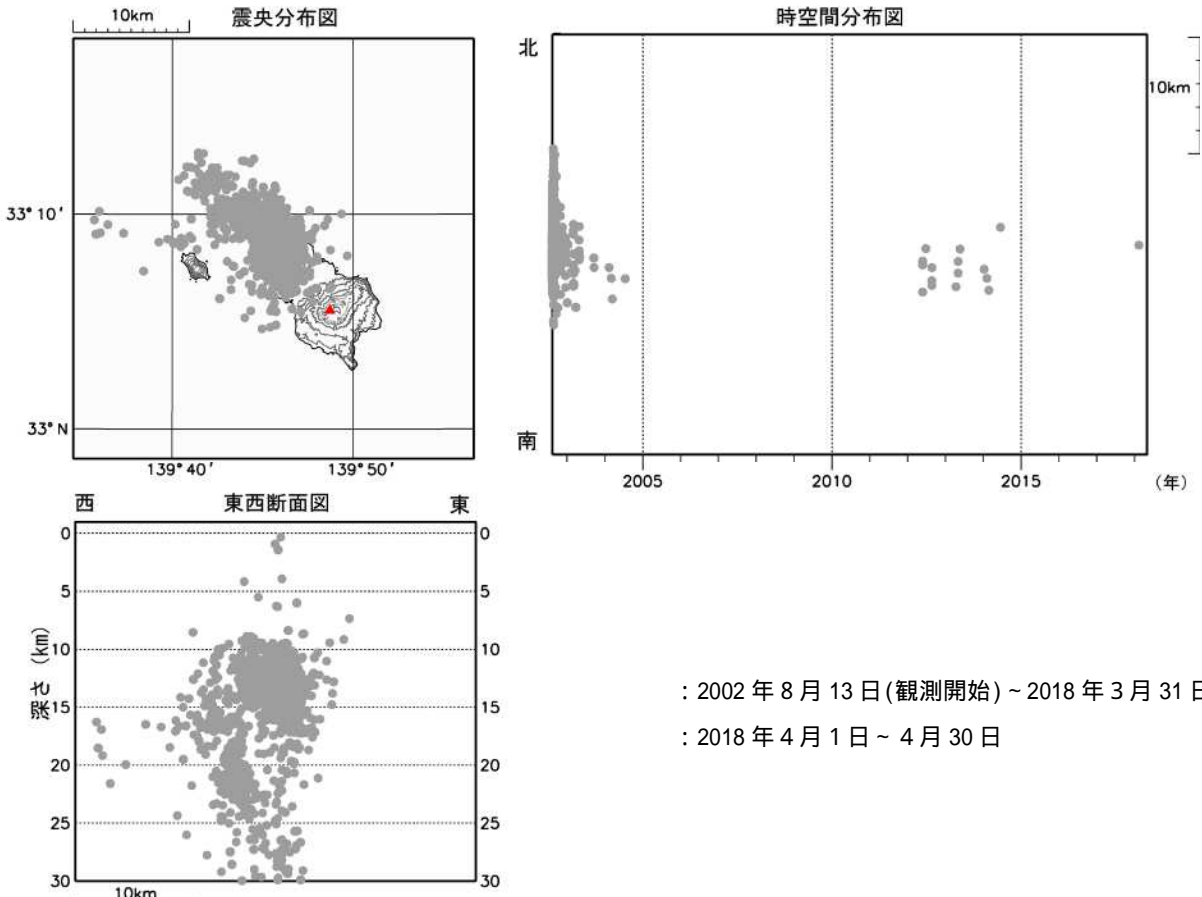 10km
震央分布図
33°10′
33°N
139°40′
139°50′
時空間分布図
北
南
10km
2005
2010
2015
(年)
西
東西断面図
東
深さ (km)
0
5
10
15
20
25
30
0
5
10
15
20
25
30
10km
: 2002 年 8 月 13 日(観測開始) ~ 2018 年 3 月 31 日
: 2018 年 4 月 1 日 ~ 4 月 30 日